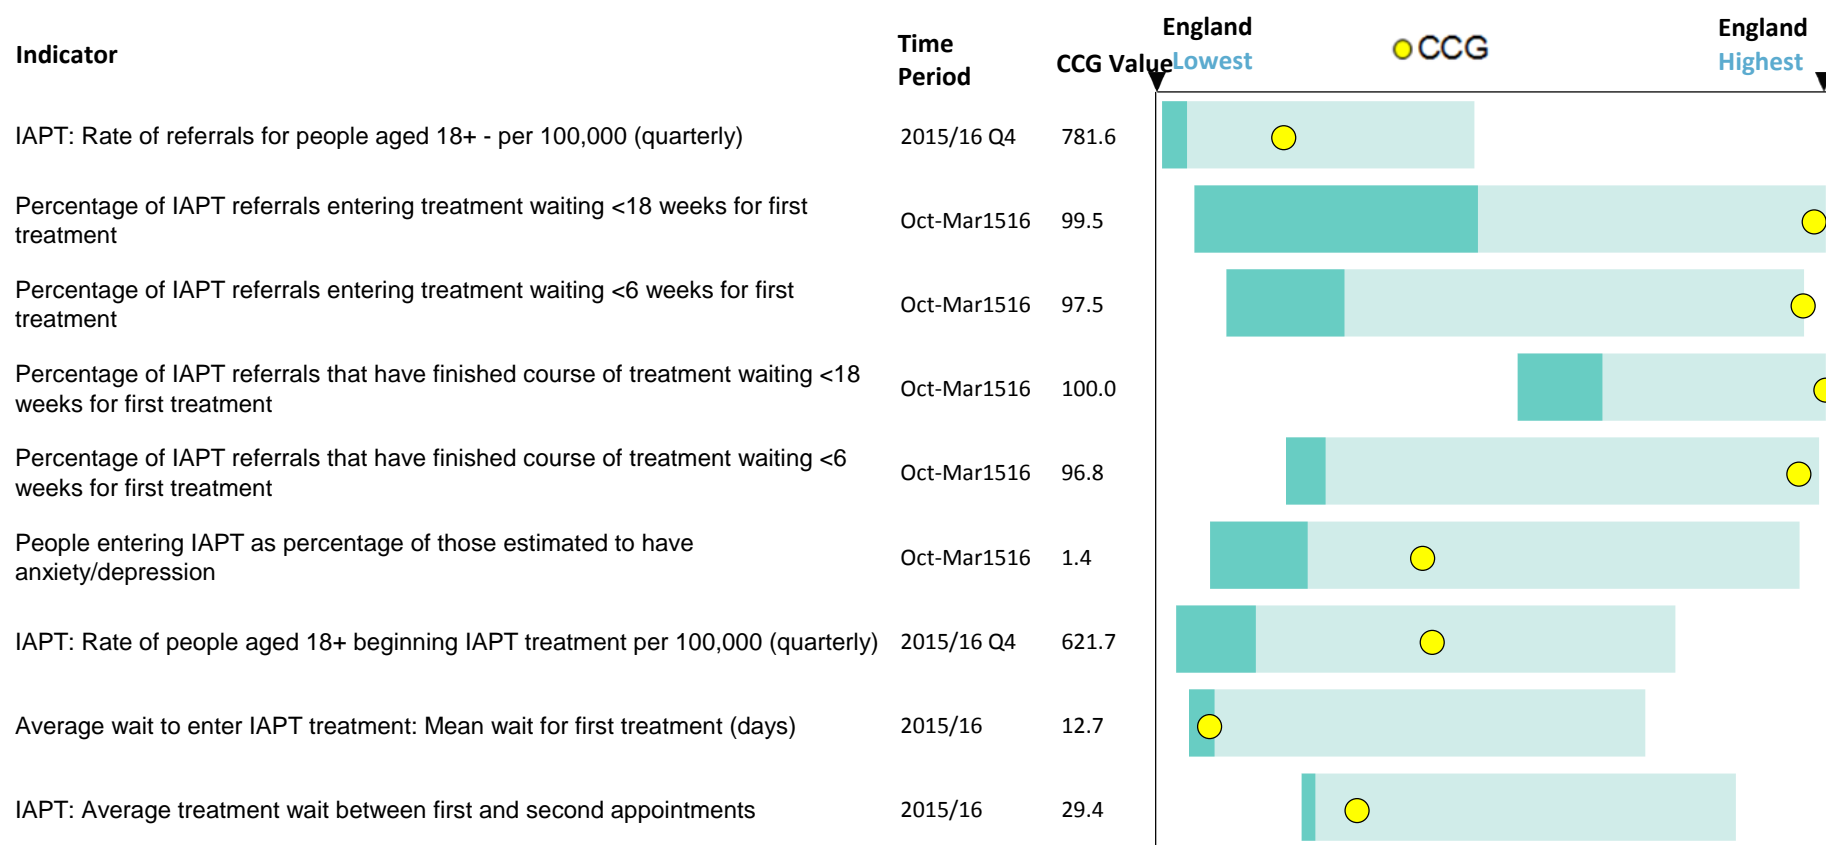 Indicator
Time
Period
CCG Value
England
Lowest
CCG
England
Highest
IAPT: Rate of referrals for people aged 18+ - per 100,000 (quarterly) 2015/16 Q4 781.6
Percentage of IAPT referrals entering treatment waiting <18 weeks for first
treatment
Oct-Mar1516 99.5
Percentage of IAPT referrals entering treatment waiting <6 weeks for first
treatment
Oct-Mar1516 97.5
Percentage of IAPT referrals that have finished course of treatment waiting <18
weeks for first treatment
Oct-Mar1516 100.0
Percentage of IAPT referrals that have finished course of treatment waiting <6
weeks for first treatment
Oct-Mar1516 96.8
People entering IAPT as percentage of those estimated to have
anxiety/depression
Oct-Mar1516 1.4
IAPT: Rate of people aged 18+ beginning IAPT treatment per 100,000 (quarterly) 2015/16 Q4 621.7
Average wait to enter IAPT treatment: Mean wait for first treatment (days) 2015/16 12.7
IAPT: Average treatment wait between first and second appointments 2015/16 29.4